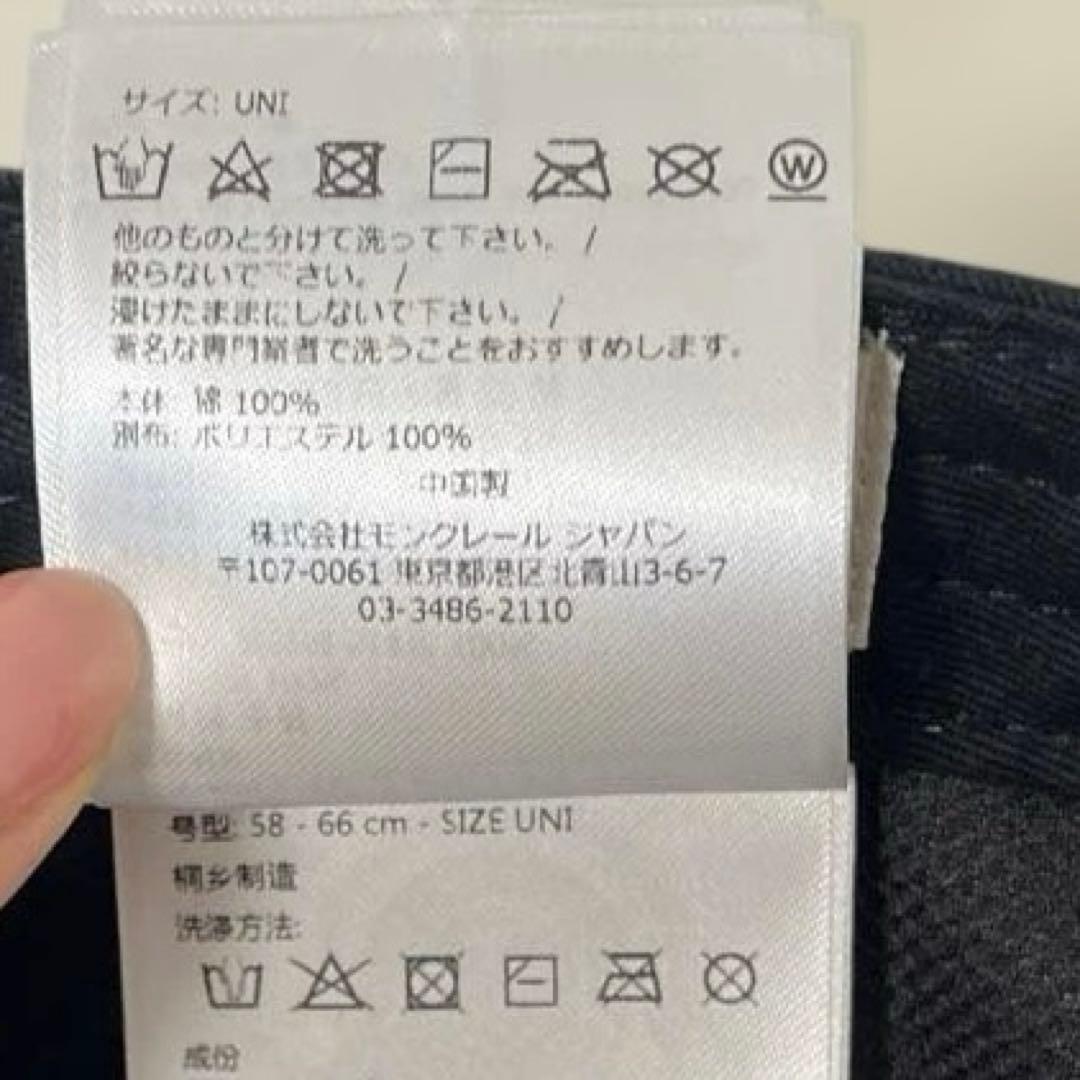 サイズ: UNI
W
他のものと分けて洗って下さい。 /
絞らないで下さい。 /
浸けたままにしないで下さい。 /
著名な専門業者で洗うことをおすすめします。
本体 綿 100%
別布: ポリエステル 100%
中国製
株式会社モンクレール ジャパン
〒107-0061 東京都港区北青山3-6-7
03-3486-2110
号型: 58 - 66 cm - SIZE UNI
桐乡制造
洗涤方法:
成份